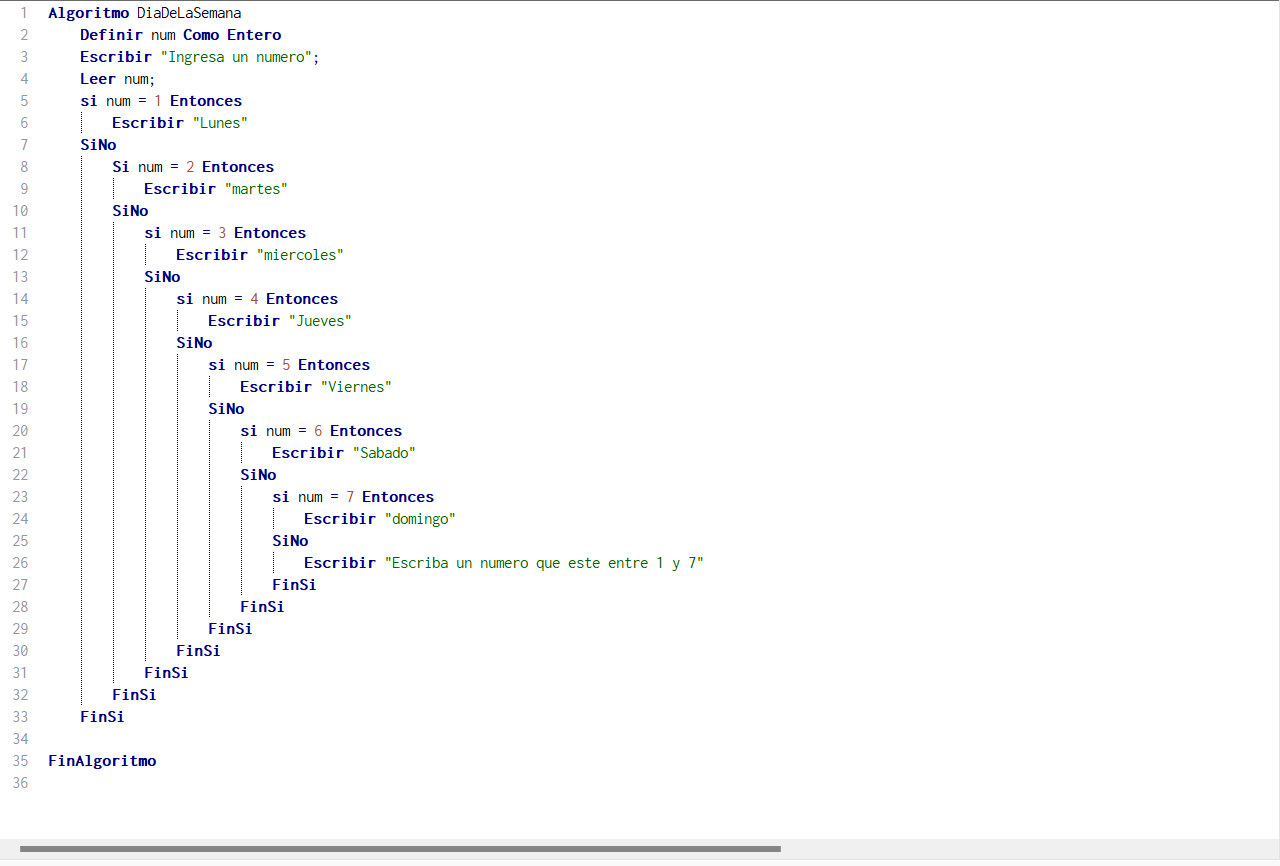 1 Algoritmo DiaDeLaSemana
2 Definir num Como Entero
3 Escribir "Ingresa un numero";
4 Leer num;
5 si num = 1 Entonces
6 Escribir "Lunes"
7 SiNo
8 Si num = 2 Entonces
9 Escribir "martes"
10 SiNo
11 si num = 3 Entonces
12 Escribir "miercoles"
13 SiNo
14 si num = 4 Entonces
15 Escribir "Jueves"
16 SiNo
17 si num = 5 Entonces
18 Escribir "Viernes"
19 SiNo
20 si num = 6 Entonces
21 Escribir "Sabado"
22 SiNo
23 si num = 7 Entonces
24 Escribir "domingo"
25 SiNo
26 Escribir "Escriba un numero que este entre 1 y 7"
27 FinSi
28 FinSi
29 FinSi
30 FinSi
31 FinSi
32 FinSi
33 FinSi
34
35 FinAlgoritmo
36